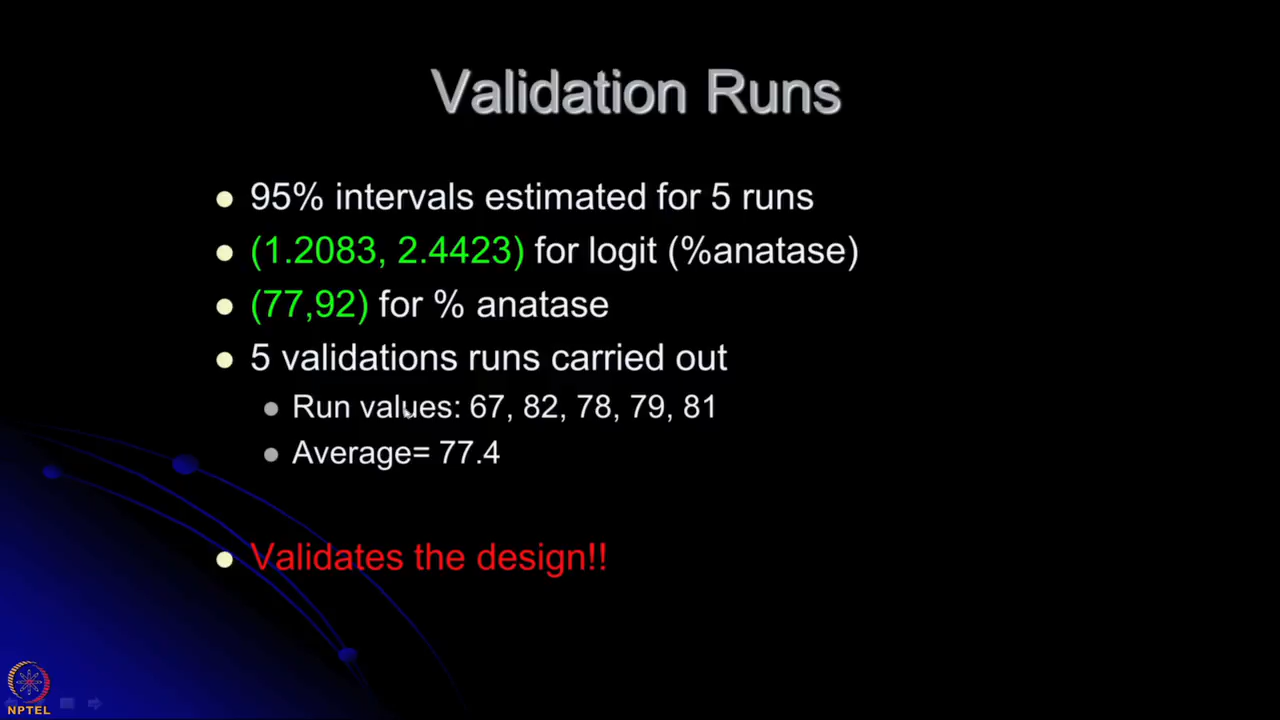 Validation Runs
95% intervals estimated for 5 runs
(1.2083, 2.4423) for logit (%anatase)
(77,92) for % anatase
5 validations runs carried out
Run values: 67, 82, 78, 79, 81
Average= 77.4
Validates the design!!
NPTEL